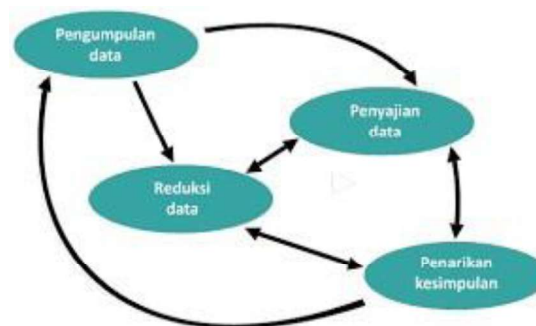 Pengumpulan
data
Penyajian
data
Reduksi
data
Penarikan
kesimpulan